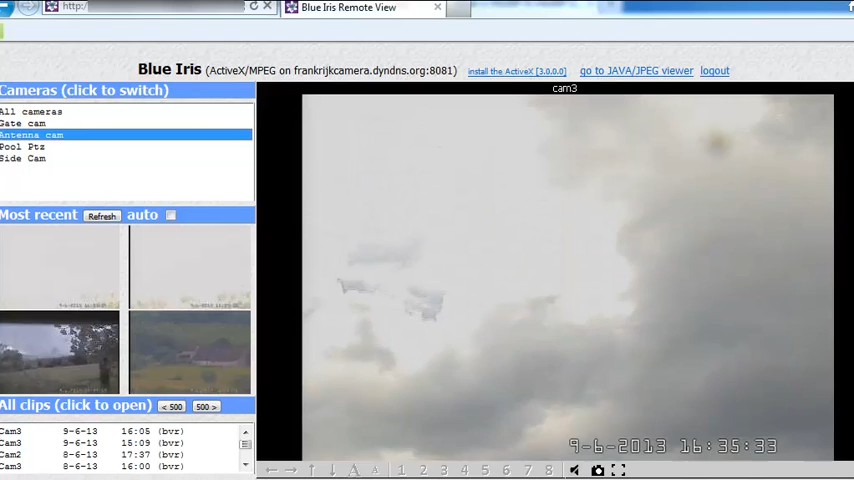 http:/
Blue Iris Remote View
Blue Iris (ActiveX/MPEG on frankrijkcamera.dyndns.org:8081) install the ActiveX [3.0.0.0] go to JAVA/JPEG viewer logout
Cameras (click to switch)
cam3
All cameras
Gate cam
Antenna cam
Pool Ptz
Side Cam
Most recent Refresh auto
All clips (click to open) < 500 500 >
Cam3 9-6-13 16:05 (bvr)
Cam3 9-6-13 15:09 (bvr)
Cam2 8-6-13 17:37 (bvr)
Cam3 8-6-13 16:00 (bvr)
9-6-2013 16:35:33
A A 1 2 3 4 5 6 7 8